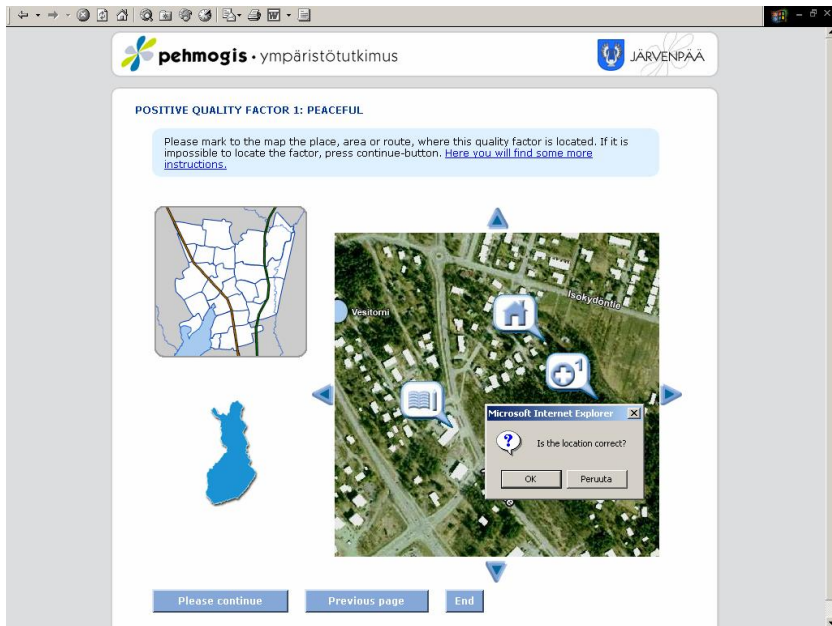 pehmogis · ympäristötutkimus
JÄRVENPÄÄ
POSITIVE QUALITY FACTOR 1: PEACEFUL
Please mark to the map the place, area or route, where this quality factor is located. If it is
impossible to locate the factor, press continue-button. Here you will find some more
instructions.
Isokydöntie
Vesitorni
1
Microsoft Internet Explorer
Is the location correct?
OK
Peruuta
Please continue
Previous page
End